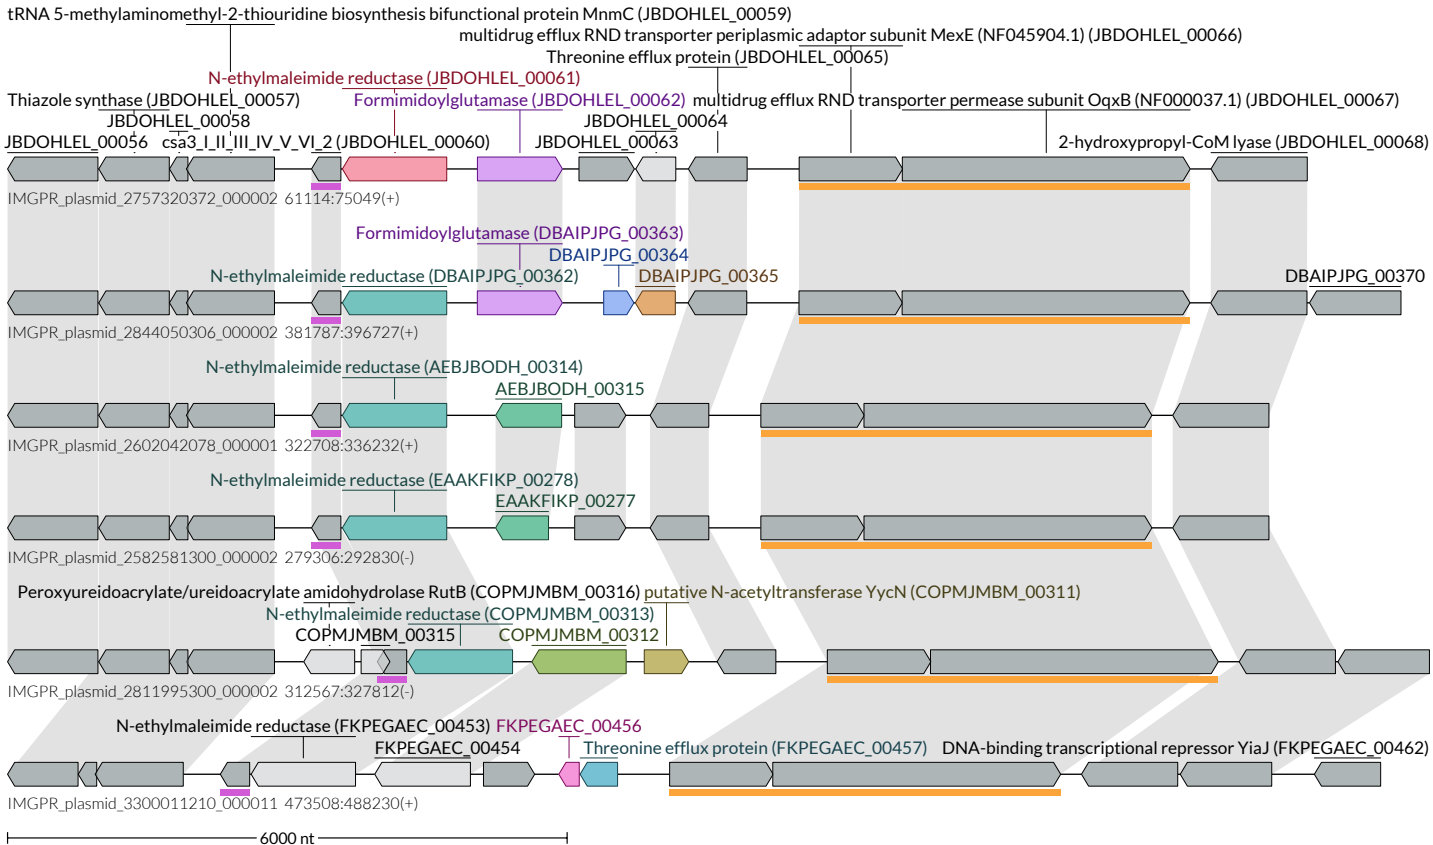 tRNA 5-methylaminomethyl-2-thiouridine biosynthesis bifunctional protein MnmC (JBDOHLEL_00059)
multidrug efflux RND transporter periplasmic adaptor subunit MexE (NF045904.1) (JBDOHLEL_00066)
Threonine efflux protein (JBDOHLEL_00065)
N-ethylmaleimide reductase (JBDOHLEL_00061)
Thiazole synthase (JBDOHLEL_00057) Formimidoylglutamase (JBDOHLEL_00062) multidrug efflux RND transporter permease subunit OqxB (NF000037.1) (JBDOHLEL_00067)
JBDOHLEL_00058 JBDOHLEL_00064
JBDOHLEL_00056 csa3_I_II_III_IV_V_VI_2 (JBDOHLEL_00060) JBDOHLEL_00063 2-hydroxypropyl-CoM lyase (JBDOHLEL_00068)
IMGPR_plasmid_2757320372_000002 61114:75049(+)
Formimidoylglutamase (DBAIPJPG_00363)
DBAIPJPG_00364
N-ethylmaleimide reductase (DBAIPJPG_00362) DBAIPJPG_00365 DBAIPJPG_00370
IMGPR_plasmid_2844050306_000002 381787:396727(+)
N-ethylmaleimide reductase (AEBJBODH_00314)
AEBJBODH_00315
IMGPR_plasmid_2602042078_000001 322708:336232(+)
N-ethylmaleimide reductase (EAAKFIKP_00278)
EAAKFIKP_00277
IMGPR_plasmid_2582581300_000002 279306:292830(-)
Peroxyureidoacrylate/ureidoacrylate amidohydrolase RutB (COPMJMBM_00316) putative N-acetyltransferase YycN (COPMJMBM_00311)
N-ethylmaleimide reductase (COPMJMBM_00313)
COPMJMBM_00315 COPMJMBM_00312
IMGPR_plasmid_2811995300_000002 312567:327812(-)
N-ethylmaleimide reductase (FKPEGAEC_00453) FKPEGAEC_00456
FKPEGAEC_00454 Threonine efflux protein (FKPEGAEC_00457) DNA-binding transcriptional repressor YiaJ (FKPEGAEC_00462)
IMGPR_plasmid_3300011210_000011 473508:488230(+)
6000 nt